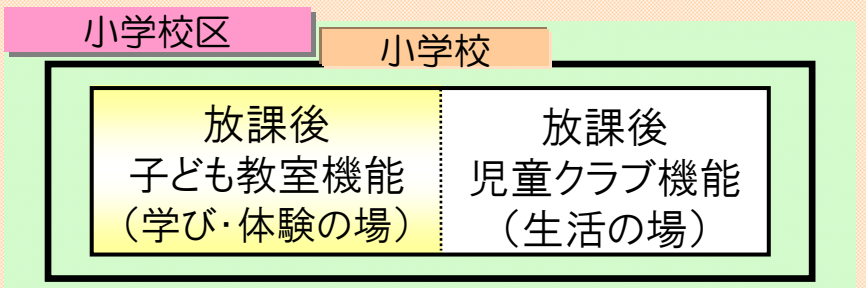 小学校区
小学校
放課後
子ども教室機能
（学び・体験の場）
放課後
児童クラブ機能
（生活の場）